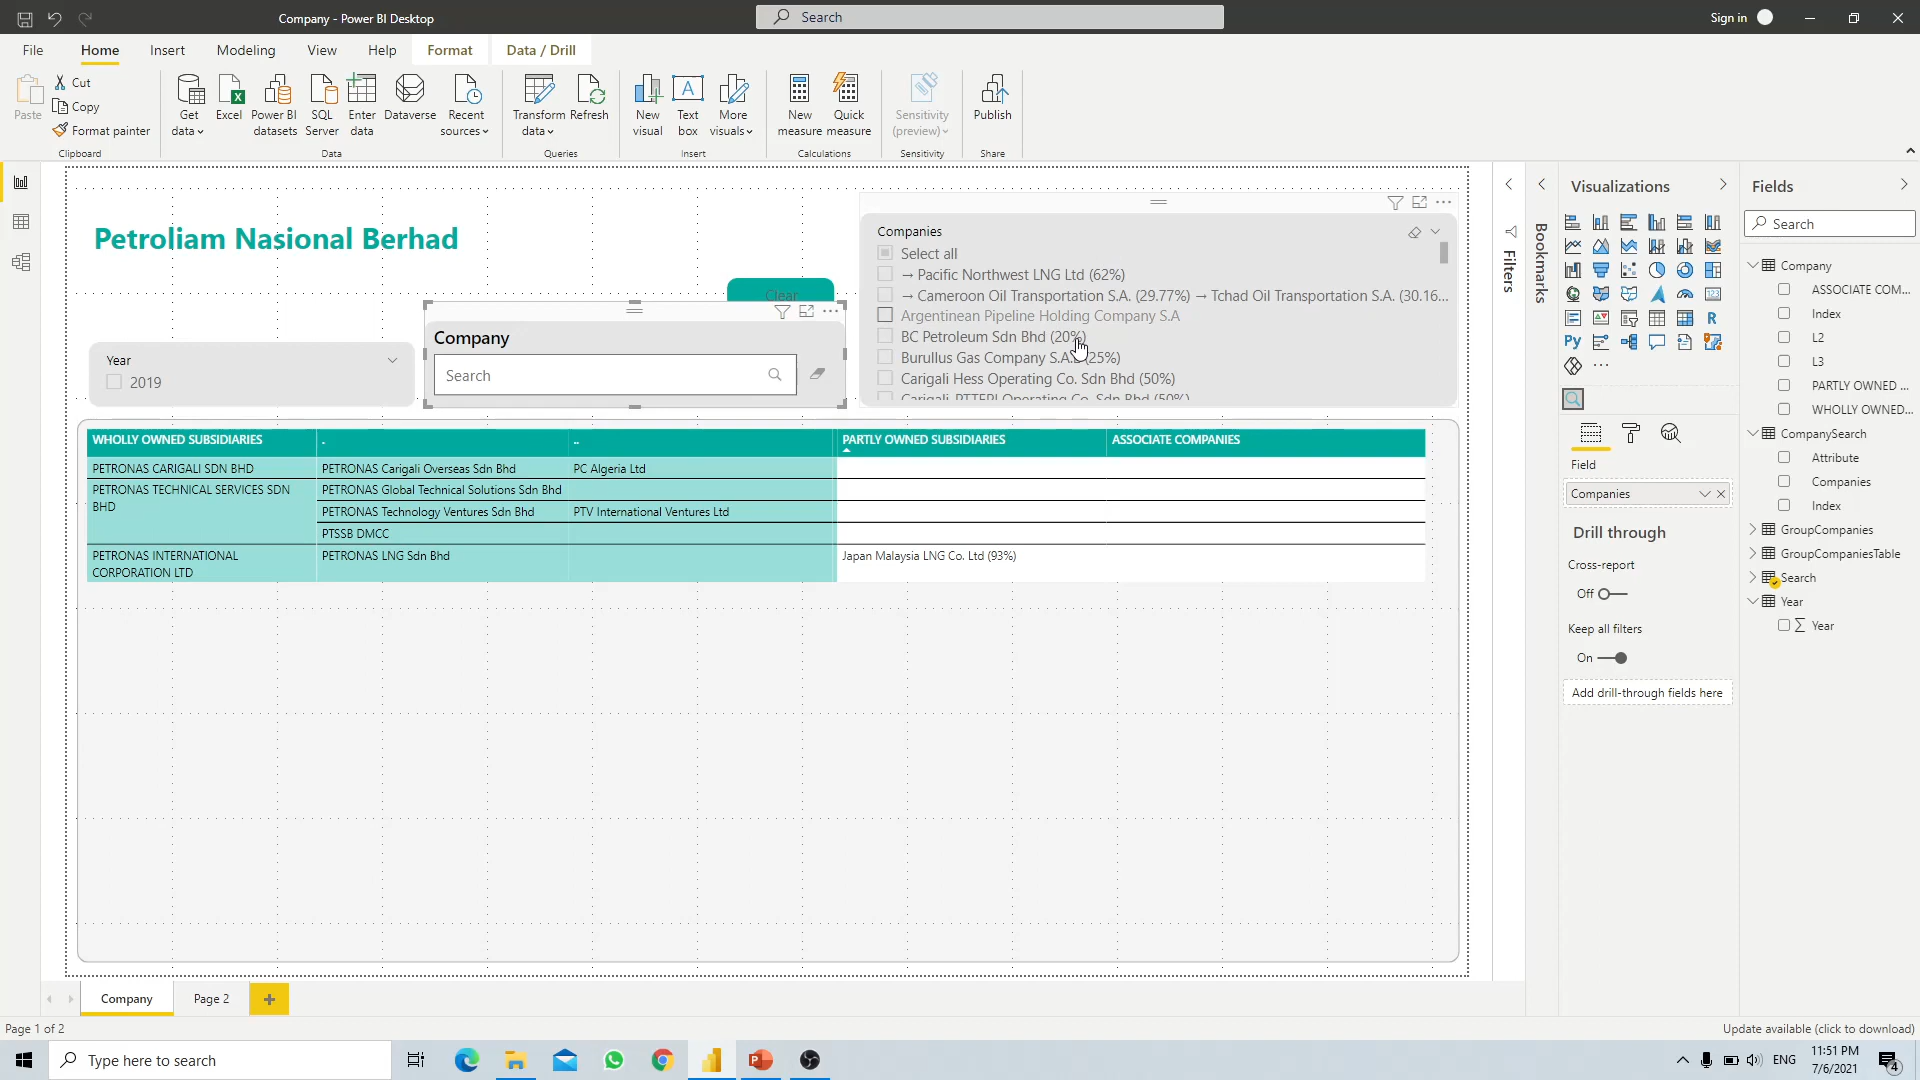 Company - Power BI Desktop
Search
Sign in
File
Home
Insert
Modeling
View
Help
Format
Data / Drill
Paste
Cut
Copy
Format painter
Clipboard
Get data
Excel
Power BI datasets
SQL Server
Enter data
Dataverse
Recent sources
Data
Transform data
Refresh
Queries
New visual
Text box
More visuals
Insert
New measure
Quick measure
Calculations
Sensitivity (preview)
Sensitivity
Publish
Share
Petroliam Nasional Berhad
Clear
Year
2019
Company
Search
Companies
Select all
→ Pacific Northwest LNG Ltd (62%)
→ Cameroon Oil Transportation S.A. (29.77%) → Tchad Oil Transportation S.A. (30.16...
Argentinean Pipeline Holding Company S.A
BC Petroleum Sdn Bhd (20%)
Burullus Gas Company S.A.E (25%)
Carigali Hess Operating Co. Sdn Bhd (50%)
Carigali-PTTEPI Operating Co. Sdn Bhd (50%)
WHOLLY OWNED SUBSIDIARIES . .. PARTLY OWNED SUBSIDIARIES ASSOCIATE COMPANIES
PETRONAS CARIGALI SDN BHD PETRONAS Carigali Overseas Sdn Bhd PC Algeria Ltd
PETRONAS TECHNICAL SERVICES SDN BHD PETRONAS Global Technical Solutions Sdn Bhd
PETRONAS Technology Ventures Sdn Bhd PTV International Ventures Ltd
PTSSB DMCC
PETRONAS INTERNATIONAL CORPORATION LTD PETRONAS LNG Sdn Bhd Japan Malaysia LNG Co. Ltd (93%)
Filters
Bookmarks
Visualizations
R
Py
Field
Companies
Drill through
Cross-report
Off
Keep all filters
On
Add drill-through fields here
Fields
Search
Company
ASSOCIATE COM...
Index
L2
L3
PARTLY OWNED ...
WHOLLY OWNED...
CompanySearch
Attribute
Companies
Index
GroupCompanies
GroupCompaniesTable
Search
Year
Year
Company
Page 2
Page 1 of 2
Update available (click to download)
Type here to search
ENG
11:51 PM
7/6/2021
4